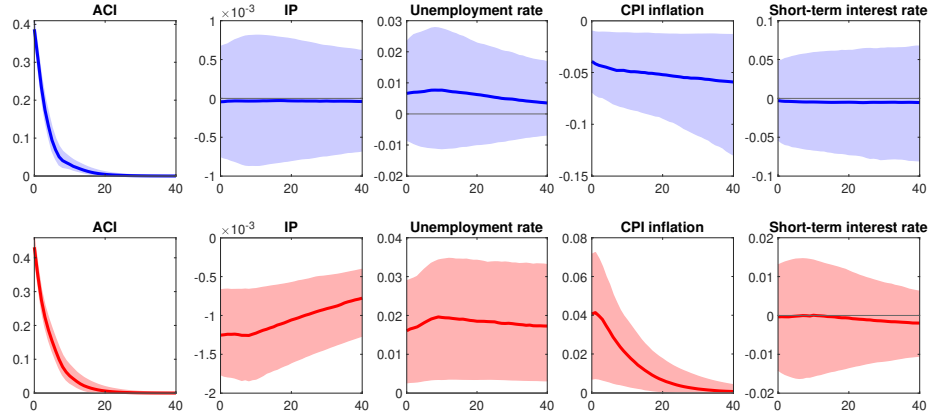 ACI IP Unemployment rate CPI inflation Short-term interest rate
×10⁻³
0.4 1 0.03 0 0.1
0.3 0.5 0.02 -0.05 0.05
0.2 0 0.01 -0.1 0
0.1 -0.5 0 -0.05
0 -1 -0.01 -0.15 -0.1
-0.02
0 20 40 0 20 40 0 20 40 0 20 40 0 20 40
ACI IP Unemployment rate CPI inflation Short-term interest rate
×10⁻³
0.4 0 0.04 0.08 0.02
0.3 -0.5 0.03 0.06 0.01
0.2 -1 0.02 0.04 0
0.1 -1.5 0.01 0.02 -0.01
0 -2 0 0 -0.02
0 20 40 0 20 40 0 20 40 0 20 40 0 20 40